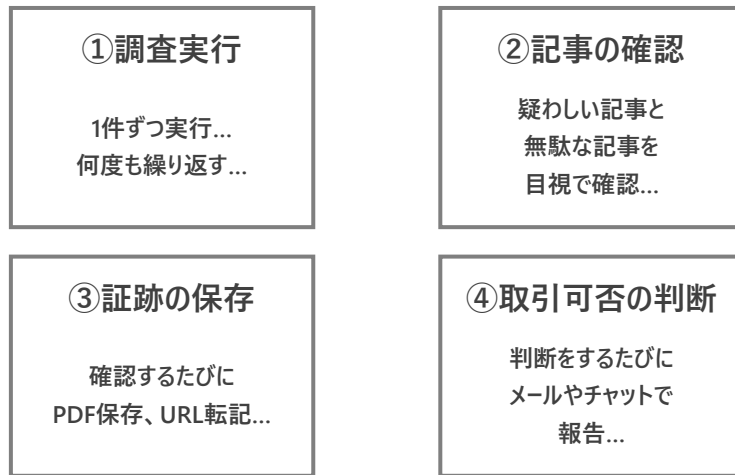 ①調査実行
1件ずつ実行...
何度も繰り返す...
②記事の確認
疑わしい記事と
無駄な記事を
目視で確認...
③証跡の保存
確認するたびに
PDF保存、URL転記...
④取引可否の判断
判断をするたびに
メールやチャットで
報告...